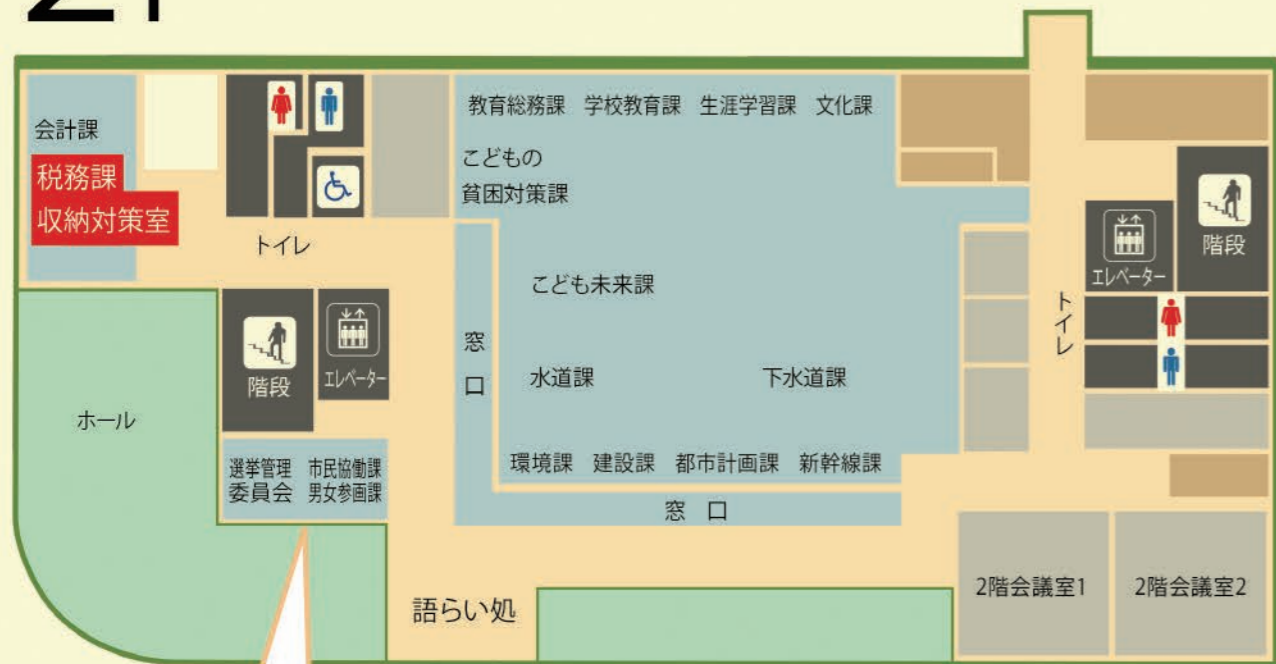 会計課
税務課
収納対策室
トイレ
教育総務課 学校教育課 生涯学習課 文化課
こどもの
貧困対策課
こども未来課
窓口
水道課 下水道課
環境課 建設課 都市計画課 新幹線課
窓 口
階段
エレベーター
ホール
選挙管理
委員会
市民協働課
男女参画課
語らい処
階段
エレベーター
トイレ
2階会議室1
2階会議室2